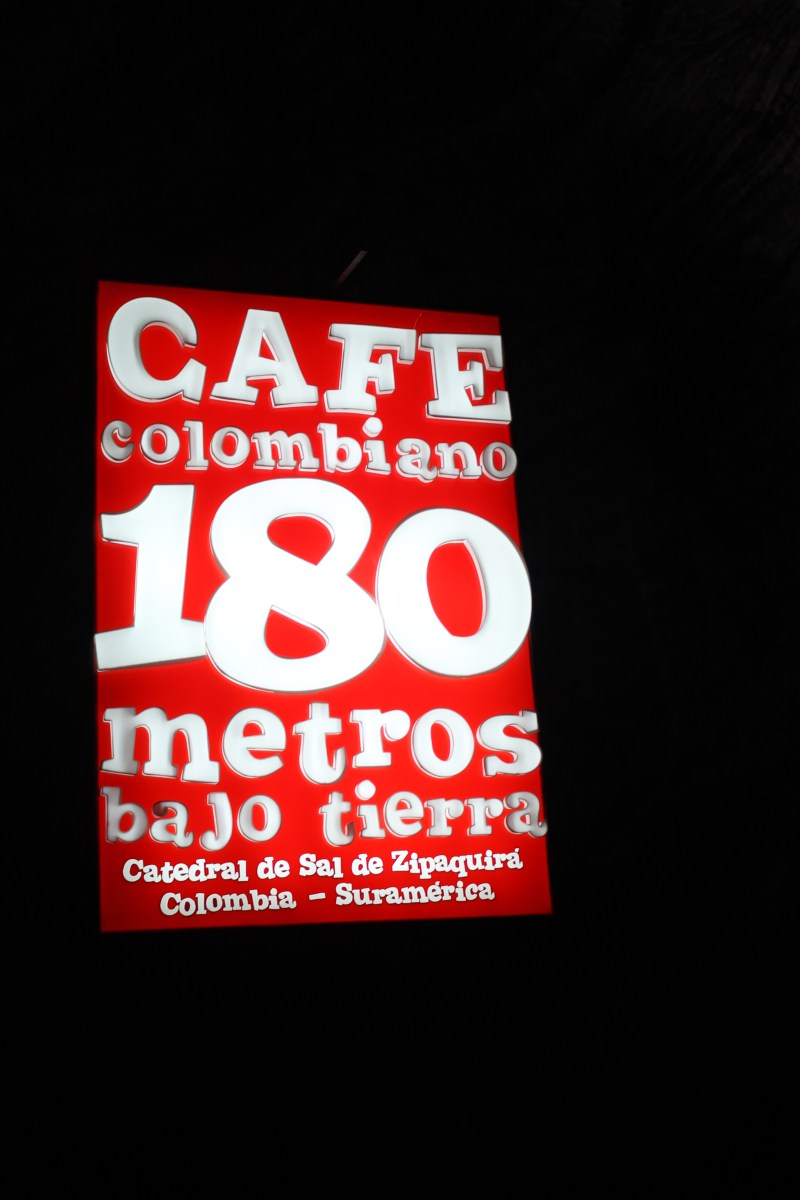 CAFE
colombiano
180
metros
bajo tierra
Catedral de Sal de Zipaquirá
Colombia - Suramérica